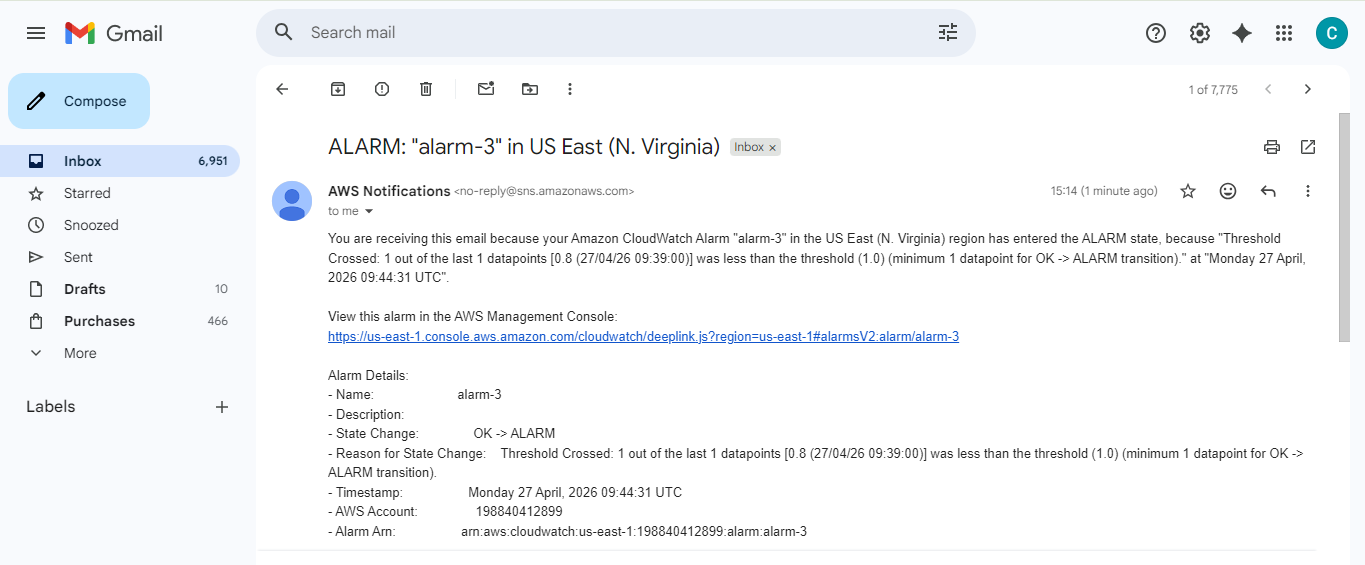 Gmail
Search mail
C
Compose
1 of 7,775
Inbox 6,951
Starred
Snoozed
Sent
Drafts 10
Purchases 466
More
Labels
ALARM: "alarm-3" in US East (N. Virginia) Inbox x
AWS Notifications <no-reply@sns.amazonaws.com> 15:14 (1 minute ago)
to me
You are receiving this email because your Amazon CloudWatch Alarm "alarm-3" in the US East (N. Virginia) region has entered the ALARM state, because "Threshold
Crossed: 1 out of the last 1 datapoints [0.8 (27/04/26 09:39:00)] was less than the threshold (1.0) (minimum 1 datapoint for OK -> ALARM transition)." at "Monday 27 April,
2026 09:44:31 UTC".
View this alarm in the AWS Management Console:
https://us-east-1.console.aws.amazon.com/cloudwatch/deeplink.js?region=us-east-1#alarmsV2:alarm/alarm-3
Alarm Details:
- Name: alarm-3
- Description:
- State Change: OK -> ALARM
- Reason for State Change: Threshold Crossed: 1 out of the last 1 datapoints [0.8 (27/04/26 09:39:00)] was less than the threshold (1.0) (minimum 1 datapoint for OK ->
ALARM transition).
- Timestamp: Monday 27 April, 2026 09:44:31 UTC
- AWS Account: 198840412899
- Alarm Arn: arn:aws:cloudwatch:us-east-1:198840412899:alarm:alarm-3